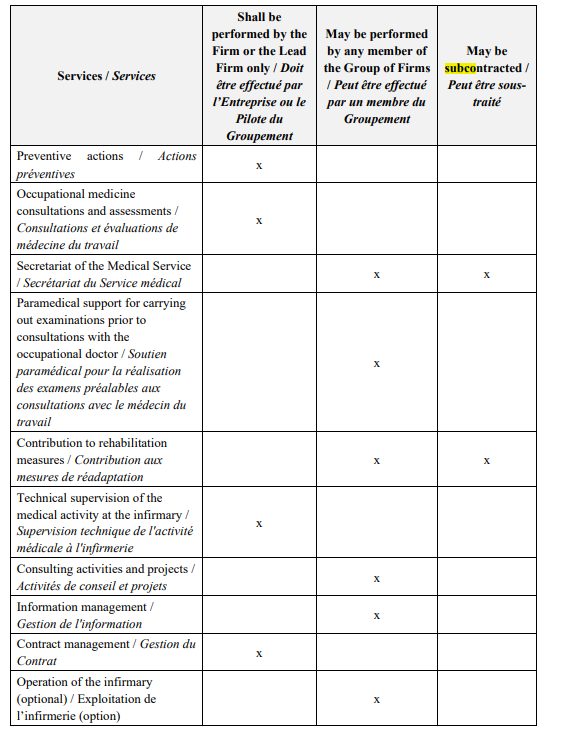 Services / Services
Shall be
performed by the
Firm or the Lead
Firm only / Doit
être effectué par
l'Entreprise ou le
Pilote du
Groupement
May be performed
by any member of
the Group of Firms
/ Peut être effectué
par un membre du
Groupement
May be
subcontracted /
Peut être sous-
traité
Preventive actions / Actions
préventives
x
Occupational medicine
consultations and assessments /
Consultations et évaluations de
médecine du travail
x
Secretariat of the Medical Service
/ Secrétariat du Service médical
x
x
Paramedical support for carrying
out examinations prior to
consultations with the
occupational doctor / Soutien
paramédical pour la réalisation
des examens préalables aux
consultations avec le médecin du
travail
x
Contribution to rehabilitation
measures / Contribution aux
mesures de réadaptation
x
x
Technical supervision of the
medical activity at the infirmary /
Supervision technique de l'activité
médicale à l'infirmerie
x
Consulting activities and projects /
Activités de conseil et projets
x
Information management /
Gestion de l'information
x
Contract management / Gestion du
Contrat
x
Operation of the infirmary
(optional) / Exploitation de
l'infirmerie (option)
x